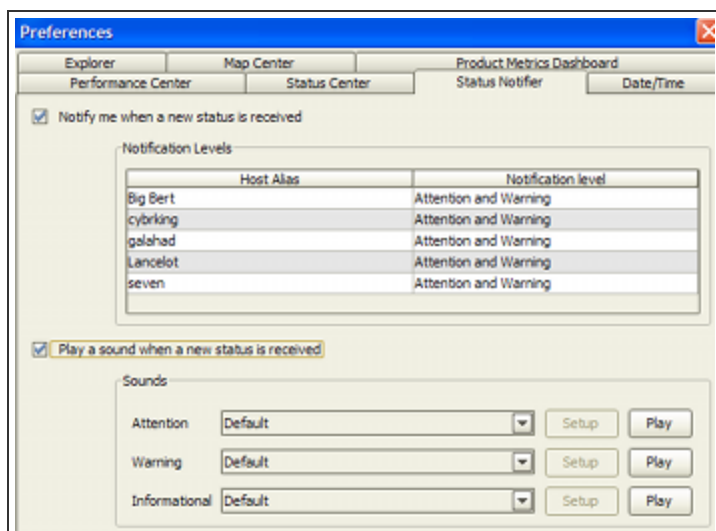 Preferences
Explorer Map Center Product Metrics Dashboard
Performance Center Status Center Status Notifier Date/Time
Notify me when a new status is received
Notification Levels
Host Alias Notification level
Big Bert Attention and Warning
cybrking Attention and Warning
galahad Attention and Warning
Lancelot Attention and Warning
seven Attention and Warning
Play a sound when a new status is received
Sounds
Attention Default Setup Play
Warning Default Setup Play
Informational Default Setup Play